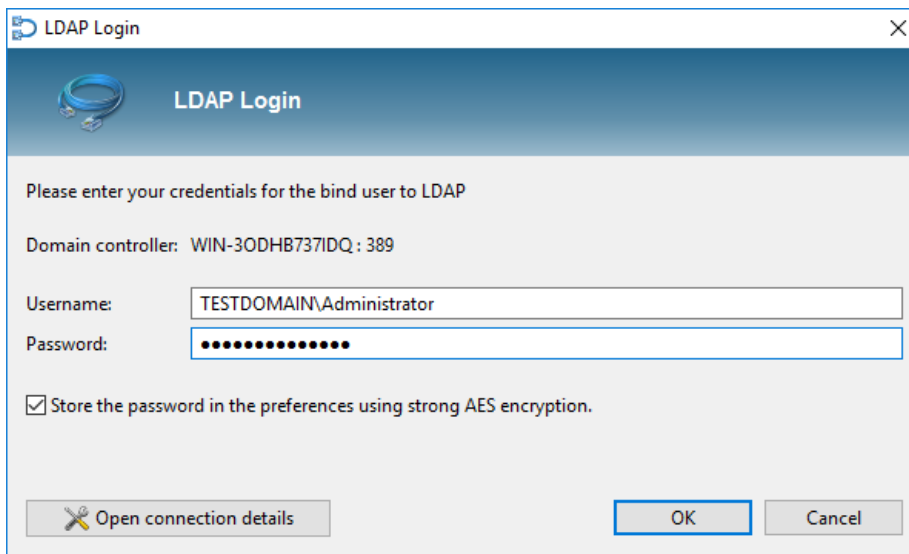 LDAP Login
LDAP Login
Please enter your credentials for the bind user to LDAP
Domain controller: WIN-3ODHB737IDQ : 389
Username: TESTDOMAIN\Administrator
Password: ●●●●●●●●●●●●●●
Store the password in the preferences using strong AES encryption.
Open connection details OK Cancel